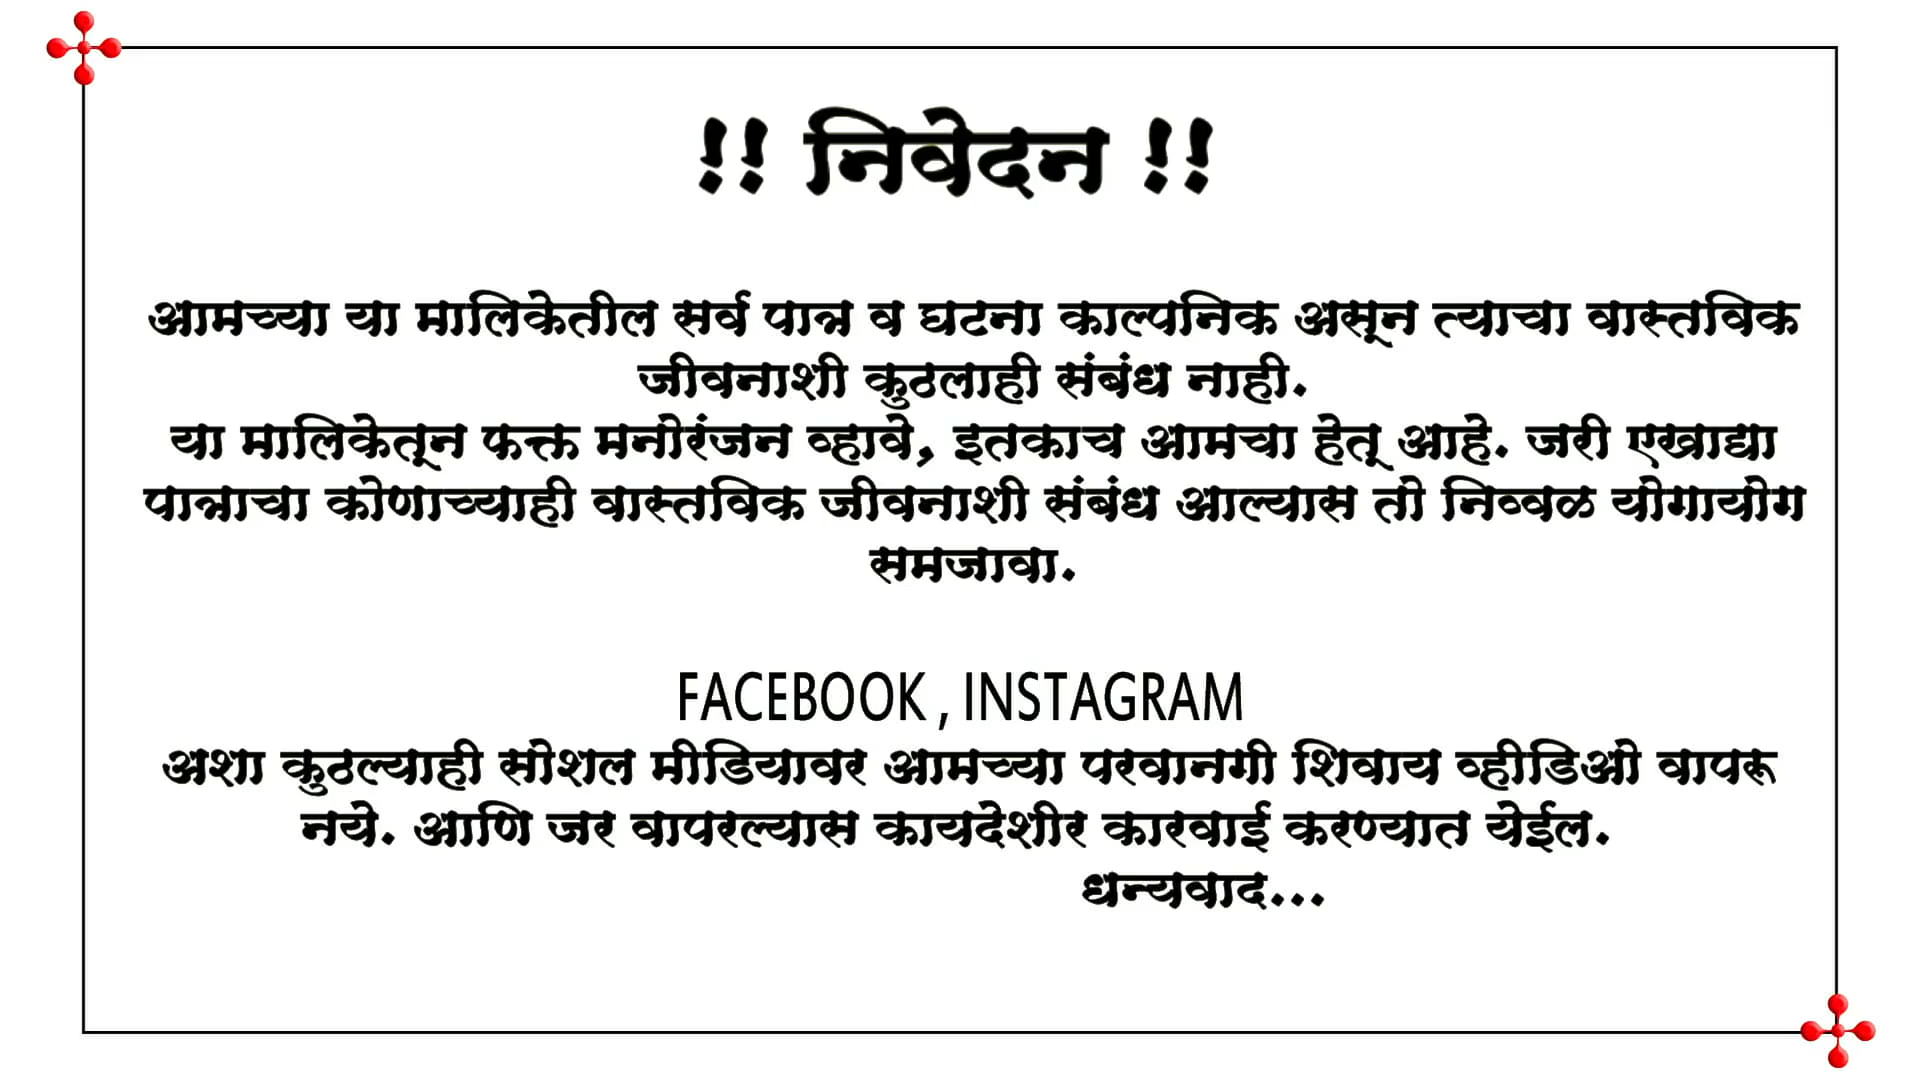 !! निवेदन !!
आमच्या या मालिकेतील सर्व पात्र व घटना काल्पनिक असून त्याचा वास्तविक
जीवनाशी कुठलाही संबंध नाही.
या मालिकेतून फक्त मनोरंजन व्हावे, इतकाच आमचा हेतू आहे. जरी एखाद्या
पात्राचा कोणाच्याही वास्तविक जीवनाशी संबंध आल्यास तो निव्वळ योगायोग
समजावा.
FACEBOOK , INSTAGRAM
अशा कुठल्याही सोशल मीडियावर आमच्या परवानगी शिवाय व्हीडिओ वापरू
नये. आणि जर वापरल्यास कायदेशीर कारवाई करण्यात येईल.
धन्यवाद...